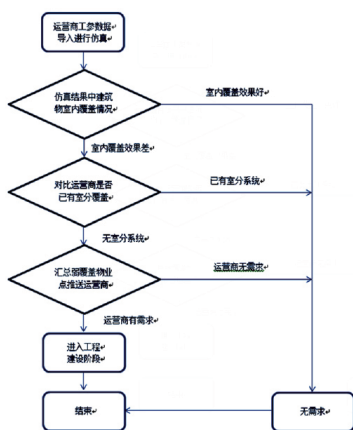 运营商工参数据
导入进行仿真
仿真结果中建筑
物室内覆盖情况
室内覆盖效果好
室内覆盖效果差
对比运营商是否
已有室分覆盖
已有室分系统
无室分系统
汇总弱覆盖物业
点推送运营商
运营商无需求
运营商有需求
进入工程
建设阶段
结束
无需求